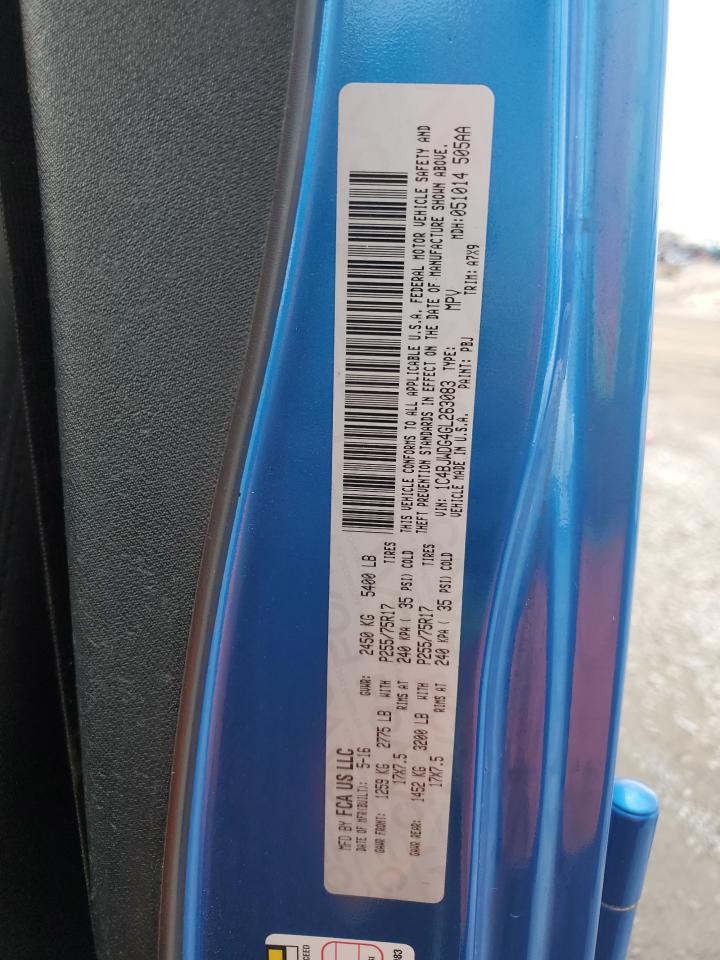 MFD BY FCA US LLC
DATE OF MFR(BUILT): 5-16 GVWR: 2450 KG 5400 LB
GAWR FRONT: 1259 KG 2775 LB WITH P255/75R17 TIRES
17X7.5 RIMS AT 240 KPA ( 35 PSI) COLD
GAWR REAR: 1452 KG 3200 LB WITH P255/75R17 TIRES
17X7.5 RIMS AT 240 KPA ( 35 PSI) COLD
THIS VEHICLE CONFORMS TO ALL APPLICABLE U.S.A. FEDERAL MOTOR VEHICLE SAFETY AND
THEFT PREVENTION STANDARDS IN EFFECT ON THE DATE OF MANUFACTURE SHOWN ABOVE.
VIN: 1C4BJWDG4GL263083 TYPE: MPV MDH:051014 505AA
VEHICLE MADE IN U.S.A. PAINT: PBJ TRIM: A7X9
CEED
083